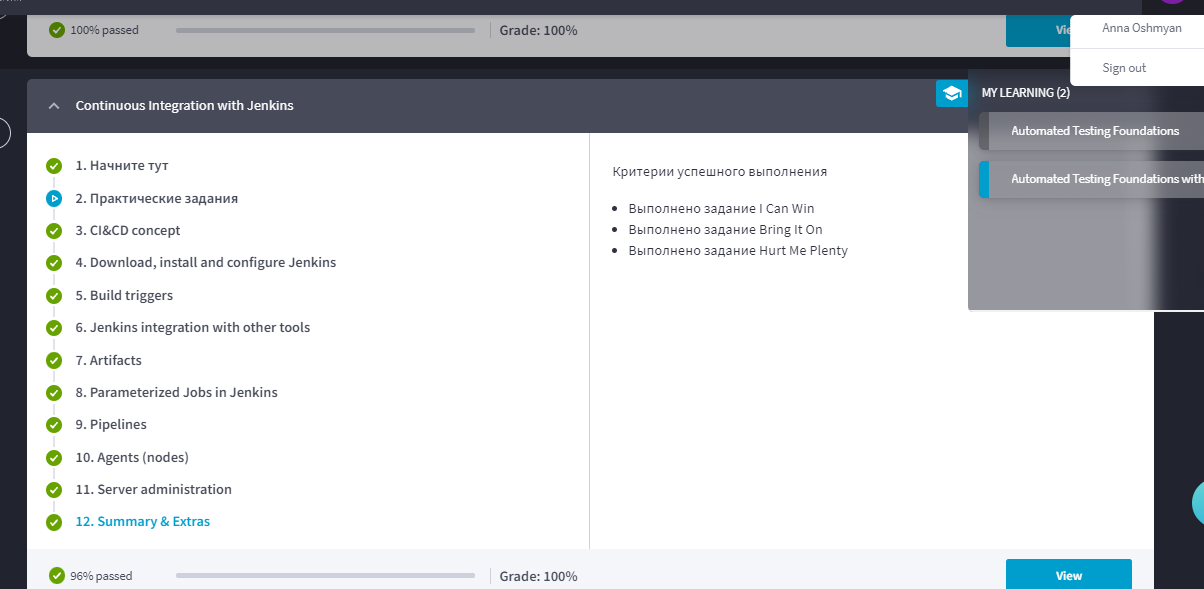 100% passed
Grade: 100%
Anna Oshmyan
Sign out
Continuous Integration with Jenkins
MY LEARNING (2)
Automated Testing Foundations
Automated Testing Foundations with
1. Начните тут
2. Практические задания
3. CI&CD concept
4. Download, install and configure Jenkins
5. Build triggers
6. Jenkins integration with other tools
7. Artifacts
8. Parameterized Jobs in Jenkins
9. Pipelines
10. Agents (nodes)
11. Server administration
12. Summary & Extras
Критерии успешного выполнения
Выполнено задание I Can Win
Выполнено задание Bring It On
Выполнено задание Hurt Me Plenty
96% passed
Grade: 100%
View